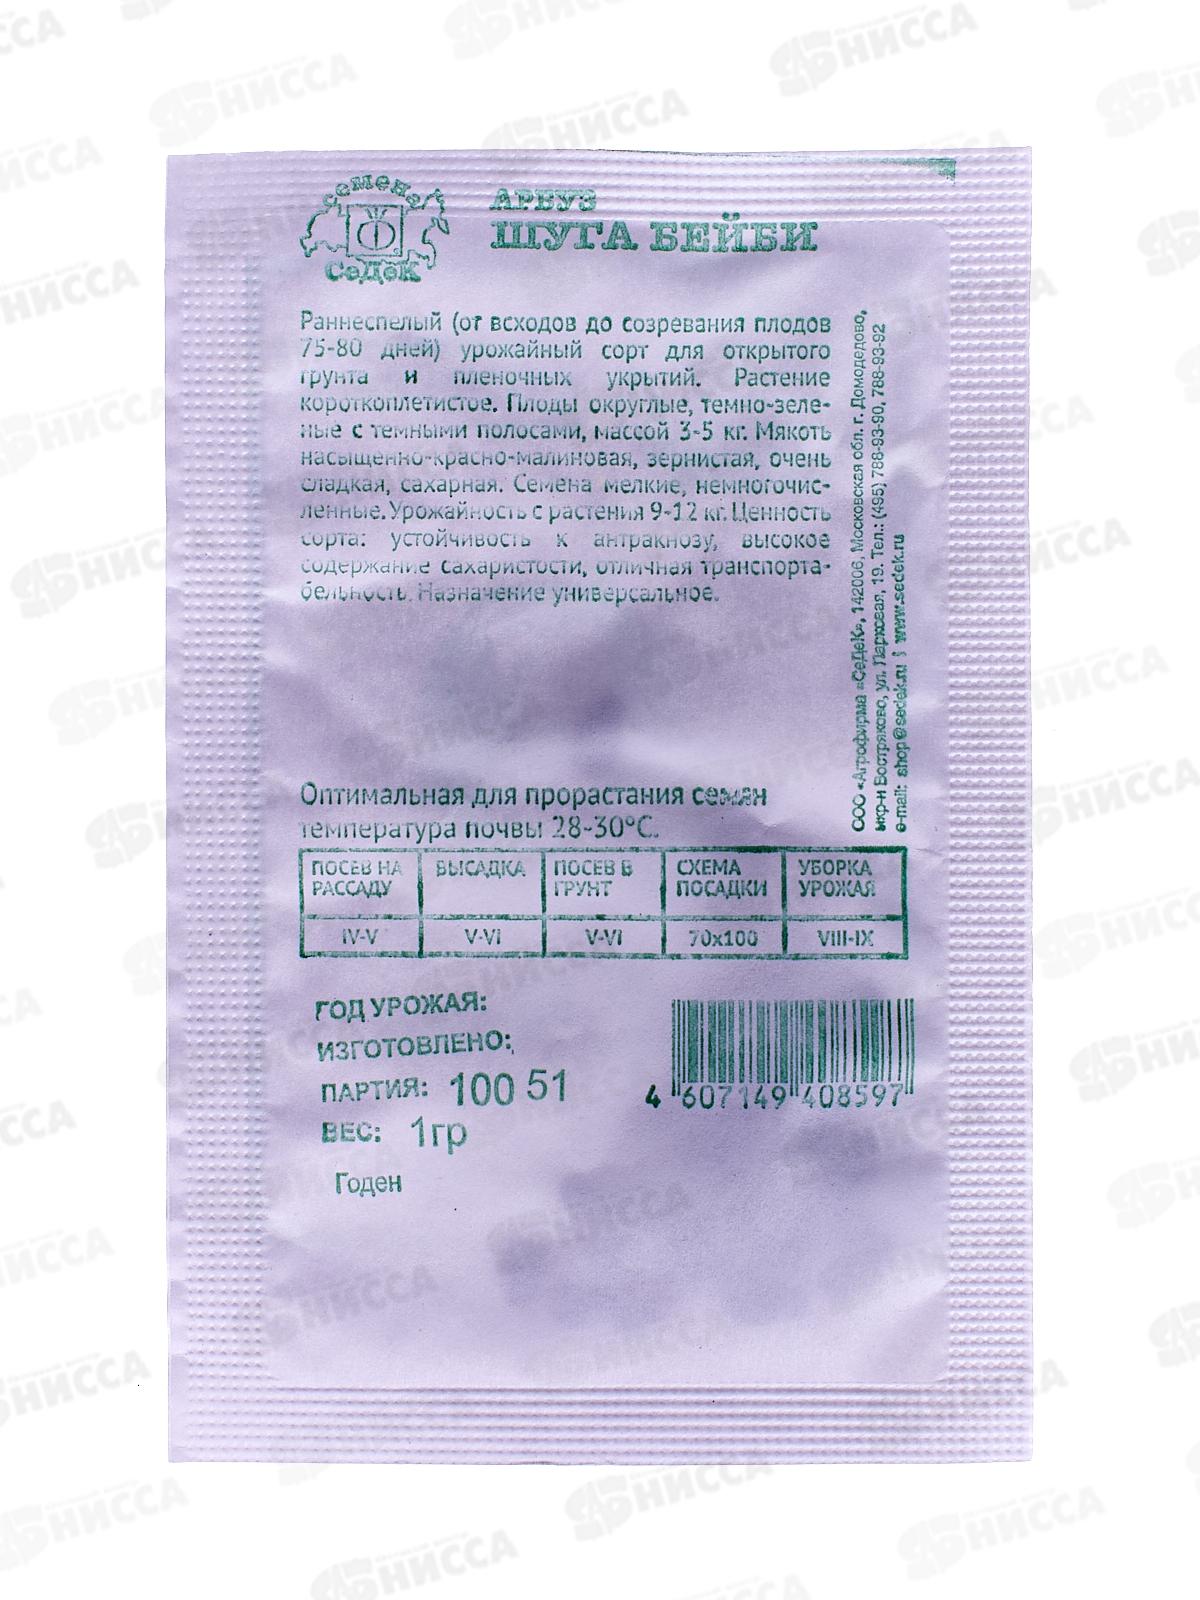 семена
СеДеК
АРБУЗ
ШУГА БЕЙБИ
Раннеспелый (от всходов до созревания плодов
75-80 дней) урожайный сорт для открытого
грунта и пленочных укрытий. Растение
короткоплетистое. Плоды округлые, темно-зеле-
ные с темными полосами, массой 3-5 кг. Мякоть
насыщенно-красно-малиновая, зернистая, очень
сладкая, сахарная. Семена мелкие, немногочис-
ленные. Урожайность с растения 9-12 кг. Ценность
сорта: устойчивость к антракнозу, высокое
содержание сахаристости, отличная транспорта-
бельность. Назначение универсальное.
ООО «Агрофирма «СеДеК», 142006, Московская обл. г. Домодедово,
мкр-н Востряково, ул. Парковая, 19. Тел.: (495) 788-93-90, 788-93-92
e-mail: shop@sedek.ru | www.sedek.ru
Оптимальная для прорастания семян
температура почвы 28-30°С.
ПОСЕВ НА РАССАДУ ВЫСАДКА ПОСЕВ В ГРУНТ СХЕМА ПОСАДКИ УБОРКА УРОЖАЯ
IV-V V-VI V-VI 70x100 VIII-IX
ГОД УРОЖАЯ:
ИЗГОТОВЛЕНО:
ПАРТИЯ: 100 51
ВЕС: 1гр
Годен
4 607149 408597
НИССА